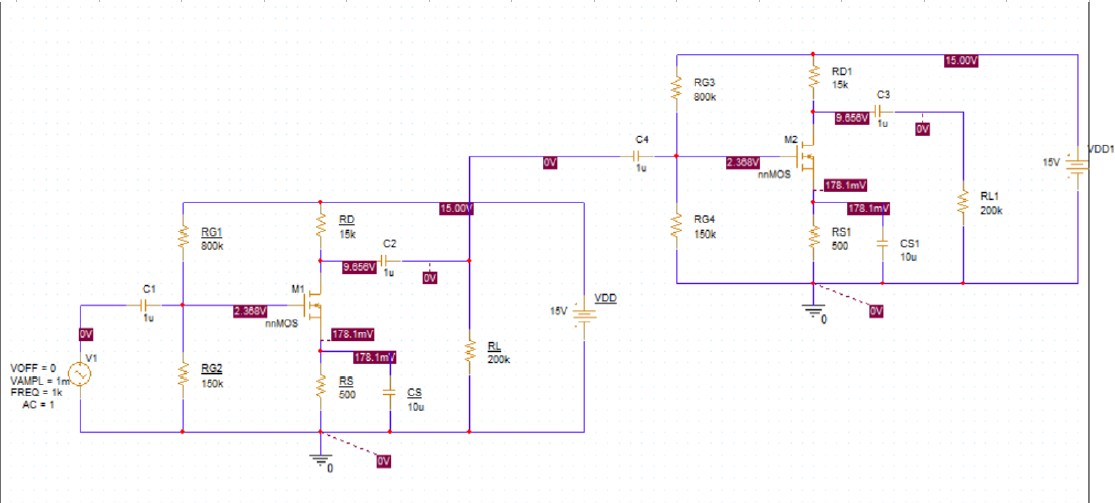 15.00V
RG3
800k
RD1
15k
C3
1u
9.656V
0V
C4
1u
0V
2.368V
M2
nnMOS
15V
VDD1
178.1mV
178.1mV
RL1
200k
RG4
150k
RS1
500
CS1
10u
0
0V
15.00V
RG1
800k
RD
15k
C2
1u
9.656V
0V
C1
1u
M1
2.368V
nnMOS
15V
VDD
0V
178.1mV
178.1mV
RL
200k
V1
VOFF = 0
VAMPL = 1m
FREQ = 1k
AC = 1
RG2
150k
RS
500
CS
10u
0
0V